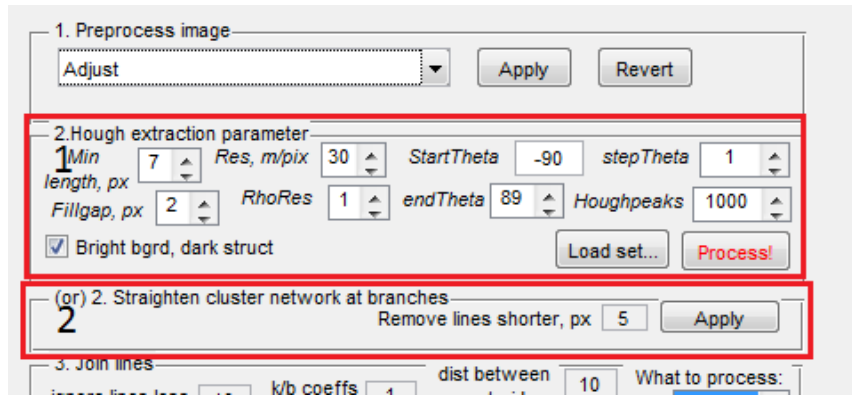 1. Preprocess image
Adjust
Apply
Revert
2.Hough extraction parameter
1
Min length, px
7
Res, m/pix
30
StartTheta
-90
stepTheta
1
Fillgap, px
2
RhoRes
1
endTheta
89
Houghpeaks
1000
Bright bgrd, dark struct
Load set...
Process!
(or) 2. Straighten cluster network at branches
2
Remove lines shorter, px
5
Apply
3. Join lines
ignore lines less
k/b coeffs
1
dist between
10
What to process: